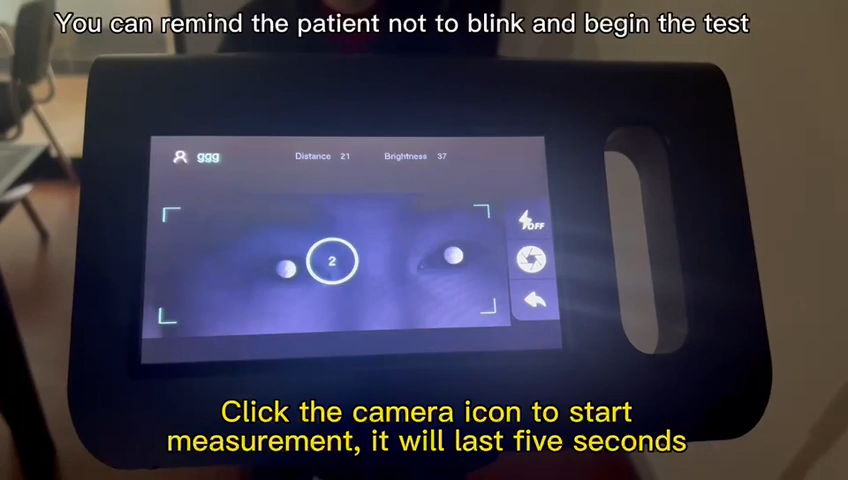 You can remind the patient not to blink and begin the test
ggg Distance 21 Brightness 37
2
OFF
Click the camera icon to start
measurement, it will last five seconds